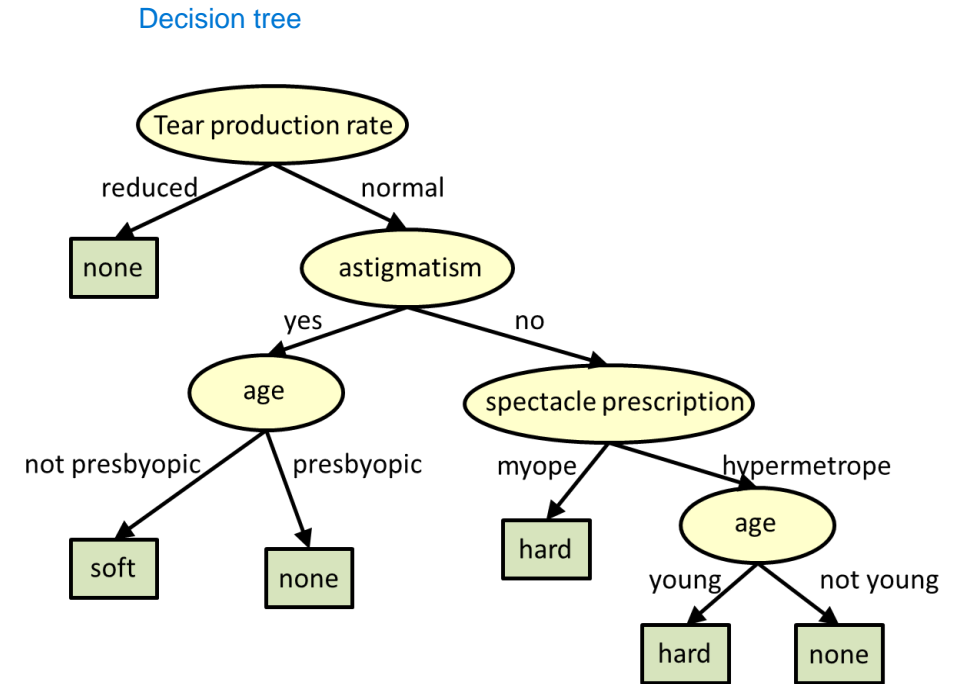 Decision tree
Tear production rate
reduced
normal
none
astigmatism
yes
no
age
spectacle prescription
not presbyopic
presbyopic
myope
hypermetrope
soft
none
hard
age
young
not young
hard
none